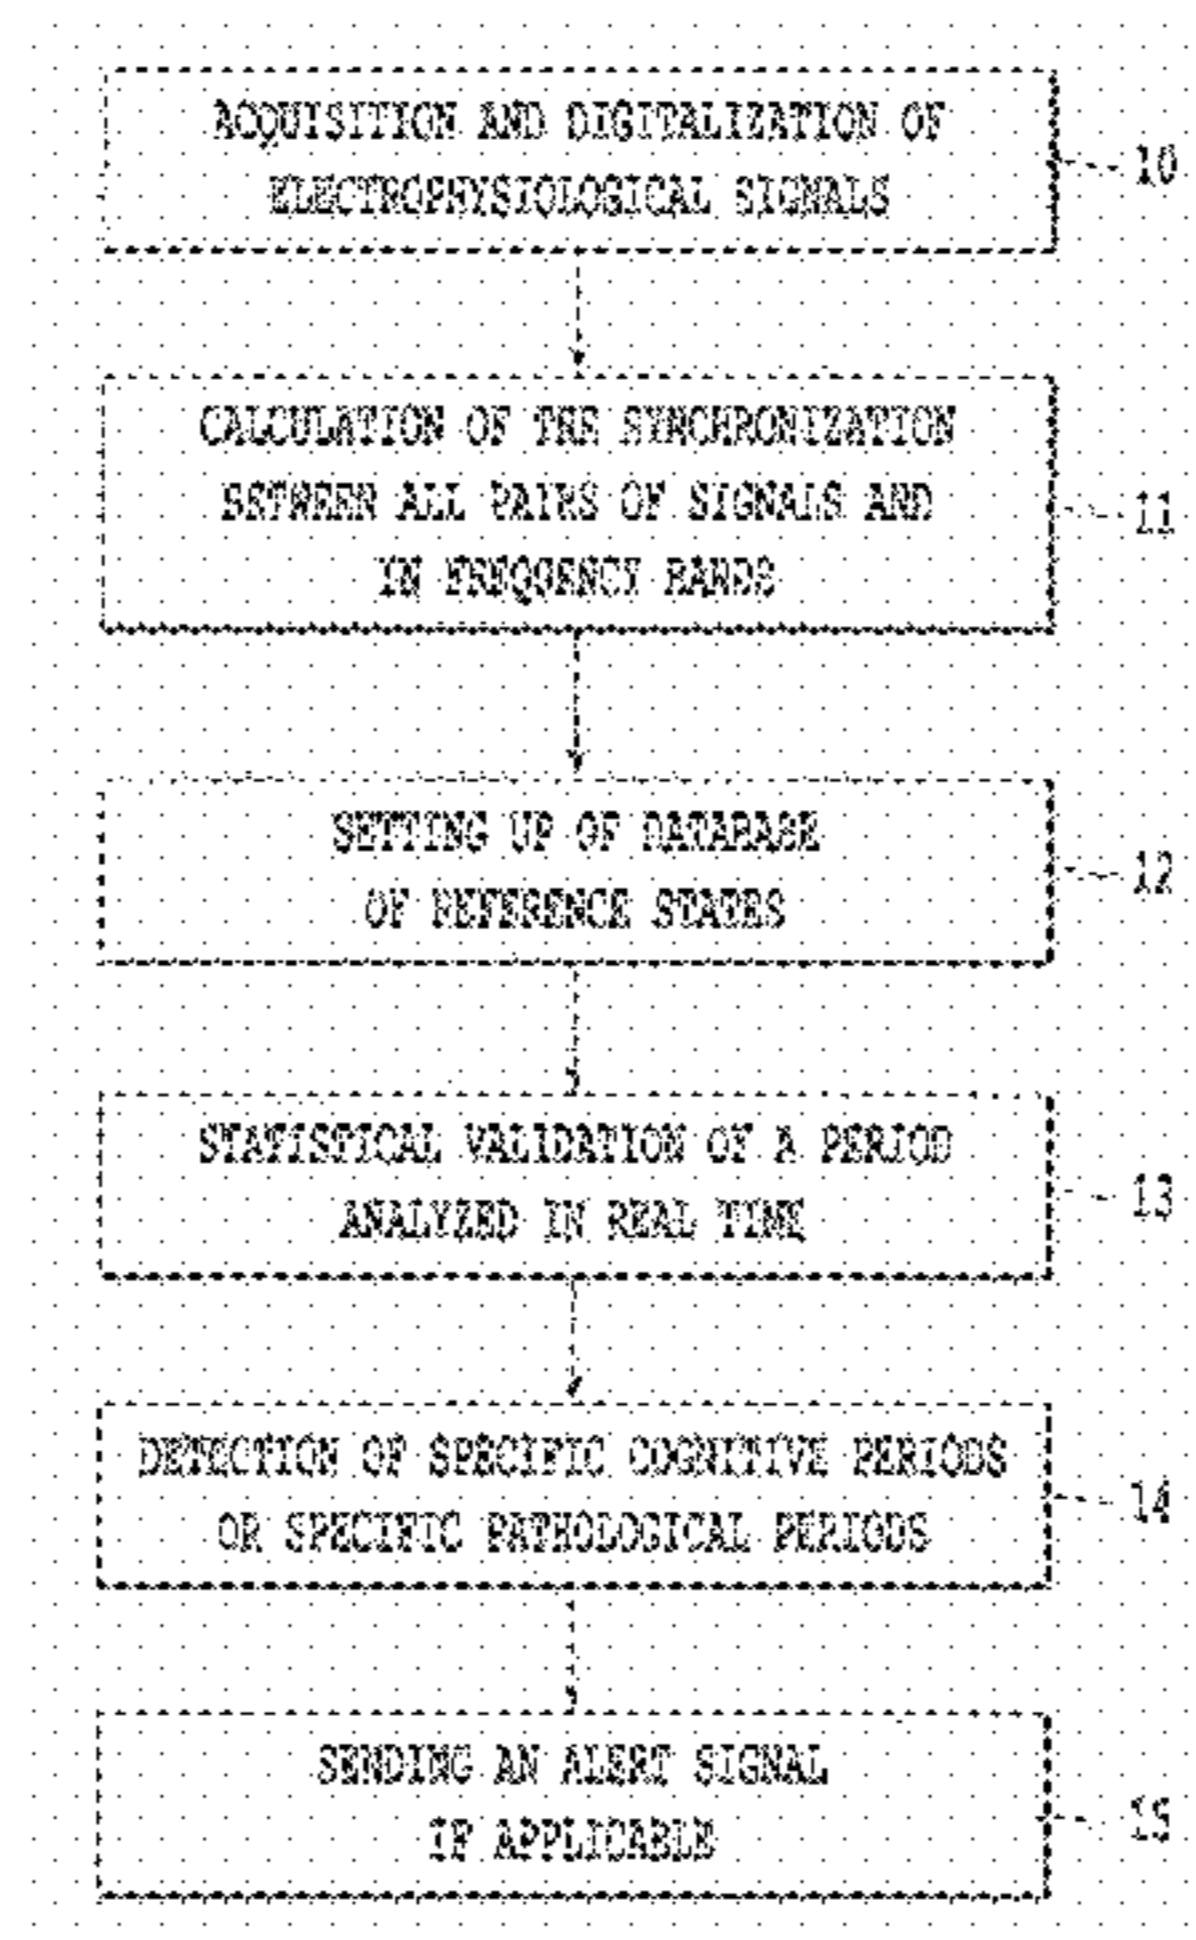 ACQUISITION AND DIGITALIZATION OF
ELECTROPHYSIOLOGICAL SIGNALS
10
CALCULATION OF THE SYNCHRONIZATION
BETWEEN ALL PAIRS OF SIGNALS AND
IN FREQUENCY BANDS
11
SETTING UP OF DATABASE
OF REFERENCE STATES
12
STATISTICAL VALIDATION OF A PERIOD
ANALYZED IN REAL TIME
13
DETECTION OF SPECIFIC COGNITIVE PERIODS
OR SPECIFIC PATHOLOGICAL PERIODS
14
SENDING AN ALERT SIGNAL
IF APPLICABLE
15